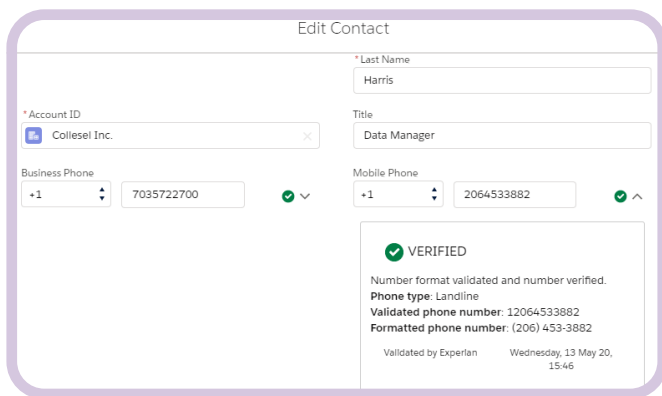 Edit Contact
* Last Name
Harris
* Account ID
Collesel Inc.
Title
Data Manager
Business Phone
+1
7035722700
Mobile Phone
+1
2064533882
VERIFIED
Number format validated and number verified.
Phone type: Landline
Validated phone number: 12064533882
Formatted phone number: (206) 453-3882
Validated by Experian
Wednesday, 13 May 20,
15:46